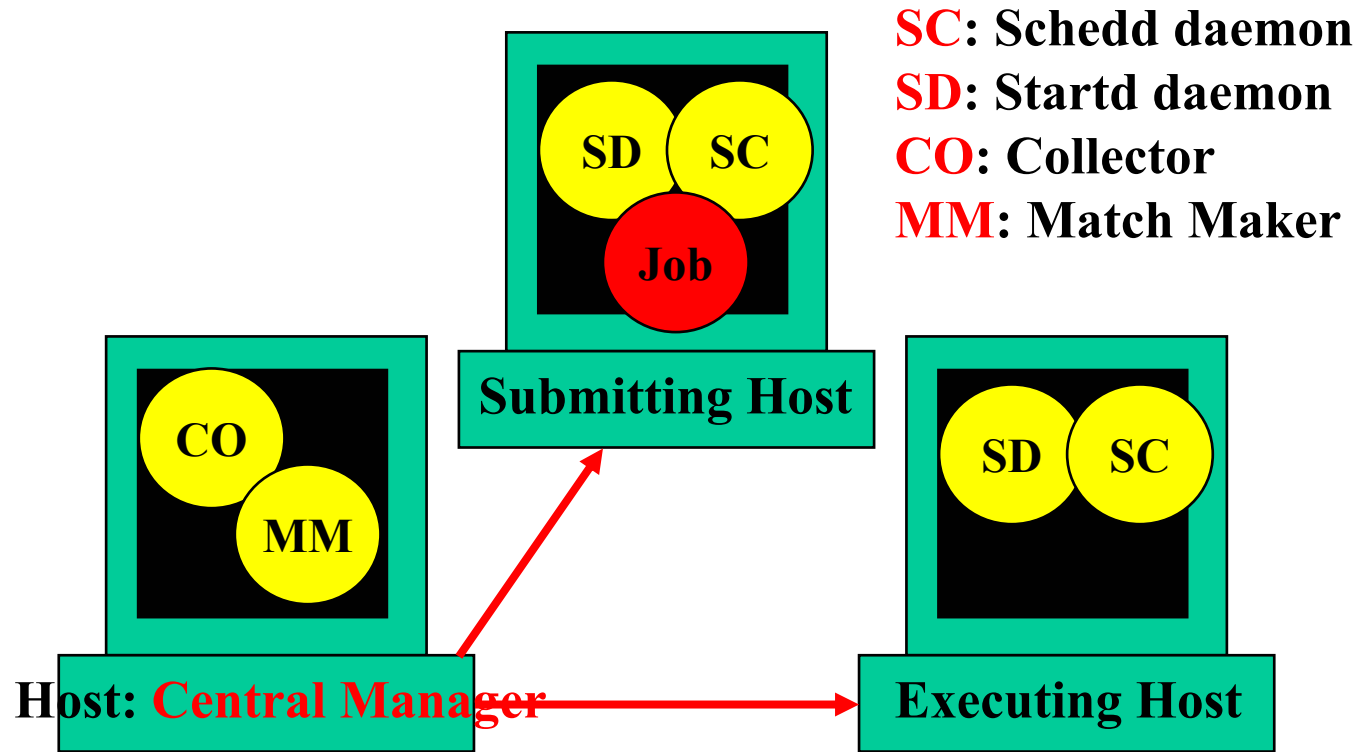 SC: Schedd daemon
SD: Startd daemon
CO: Collector
MM: Match Maker
SD
SC
Job
Submitting Host
CO
MM
Host: Central Manager
SD
SC
Executing Host